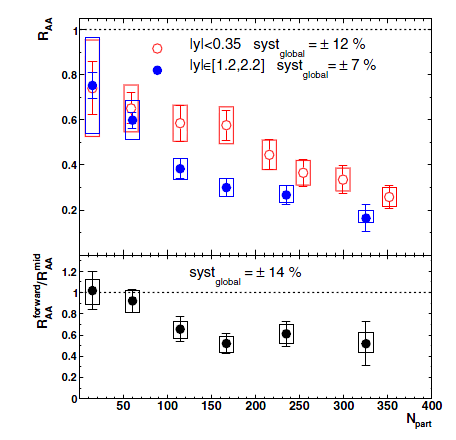 R_AA
1
0.8
0.6
0.4
0.2
|y|<0.35 syst_global = ± 12 %
|y|∈[1.2,2.2] syst_global = ± 7 %
R_AA^forward/R_AA^mid
1.2
1
0.8
0.6
0.4
0.2
0
syst_global = ± 14 %
50 100 150 200 250 300 350 400
N_part